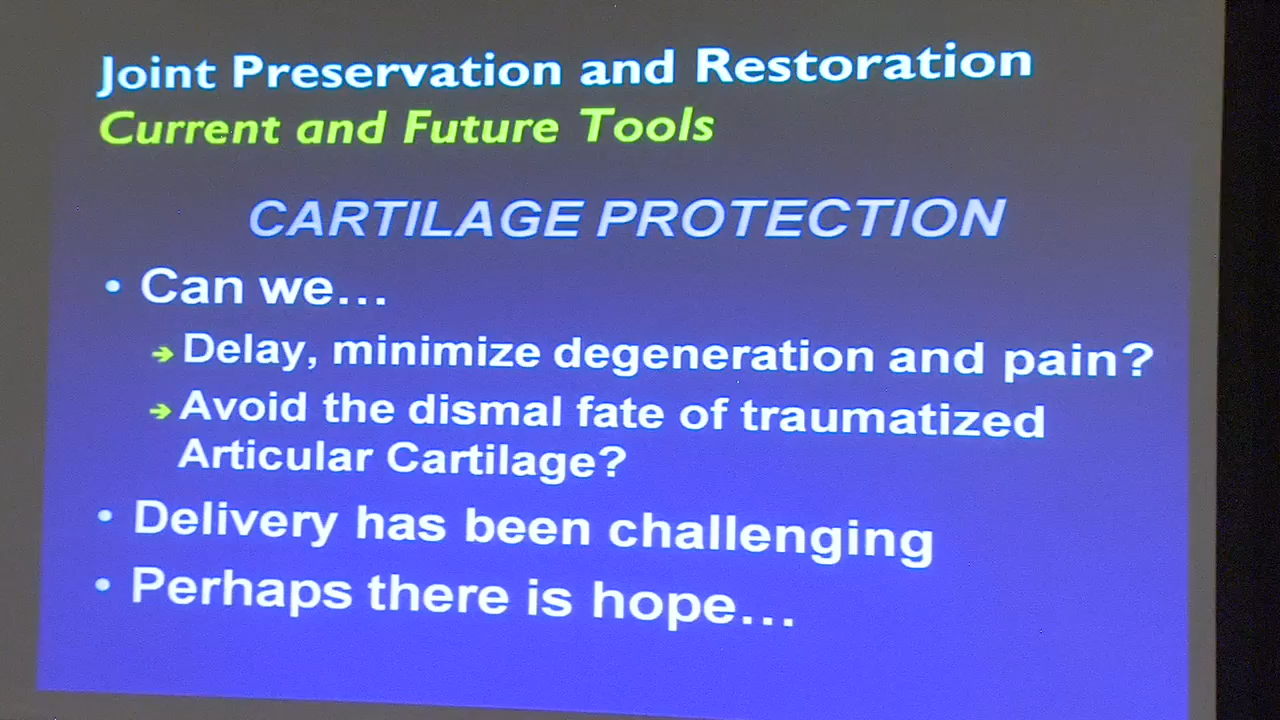 Joint Preservation and Restoration
Current and Future Tools
CARTILAGE PROTECTION
• Can we...
➔ Delay, minimize degeneration and pain?
➔ Avoid the dismal fate of traumatized
Articular Cartilage?
• Delivery has been challenging
• Perhaps there is hope...